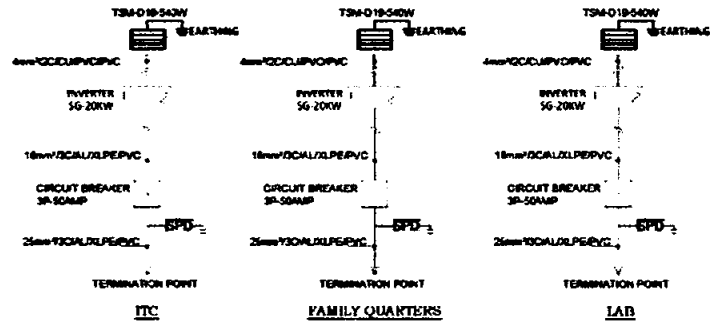 TSM-D19-540W TSM-D19-540W TSM-D19-540W
EARTHING EARTHING EARTHING
4mm²/2C/CU/PVC/PVC 4mm²/2C/CU/PVC/PVC 4mm²/2C/CU/PVC/PVC
INVERTER INVERTER INVERTER
SG-20KW SG-20KW SG-20KW
16mm²/3C/AL/XLPE/PVC 16mm²/3C/AL/XLPE/PVC 16mm²/3C/AL/XLPE/PVC
CIRCUIT BREAKER CIRCUIT BREAKER CIRCUIT BREAKER
3P-50AMP 3P-50AMP 3P-50AMP
SPD SPD SPD
25mm²/3C/AL/XLPE/PVC 25mm²/3C/AL/XLPE/PVC 25mm²/3C/AL/XLPE/PVC
TERMINATION POINT TERMINATION POINT TERMINATION POINT
ITC FAMILY QUARTERS LAB